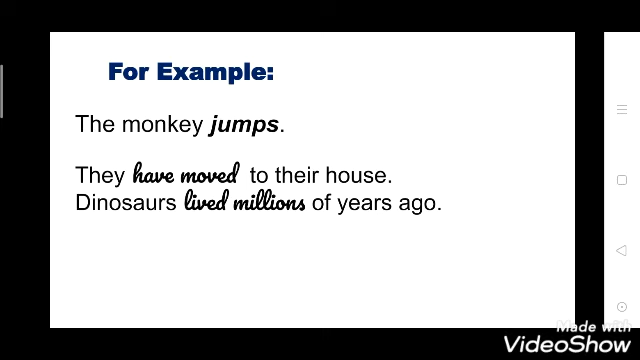 For Example:
The monkey jumps.
They have moved to their house.
Dinosaurs lived millions of years ago.
Made with
VideoShow